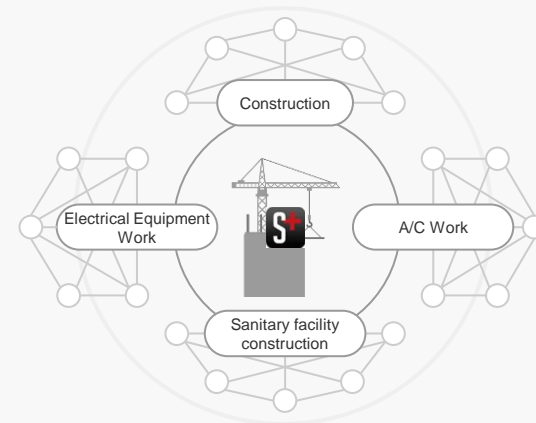 Construction
Electrical Equipment
Work
S+
A/C Work
Sanitary facility
construction